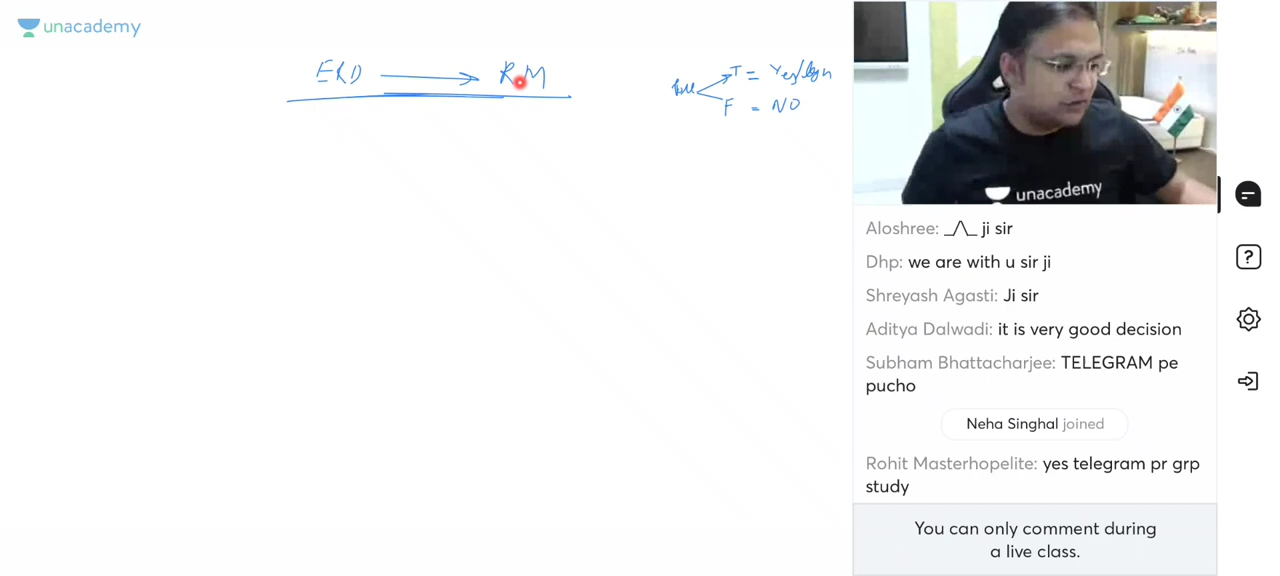 unacademy
ERD → RM
T = Yes/
F = NO
unacademy
Aloshree: _/\_ ji sir
Dhp: we are with u sir ji
Shreyash Agasti: Ji sir
Aditya Dalwadi: it is very good decision
Subham Bhattacharjee: TELEGRAM pe
pucho
Neha Singhal joined
Rohit Masterhopelite: yes telegram pr grp
study
You can only comment during
a live class.
?